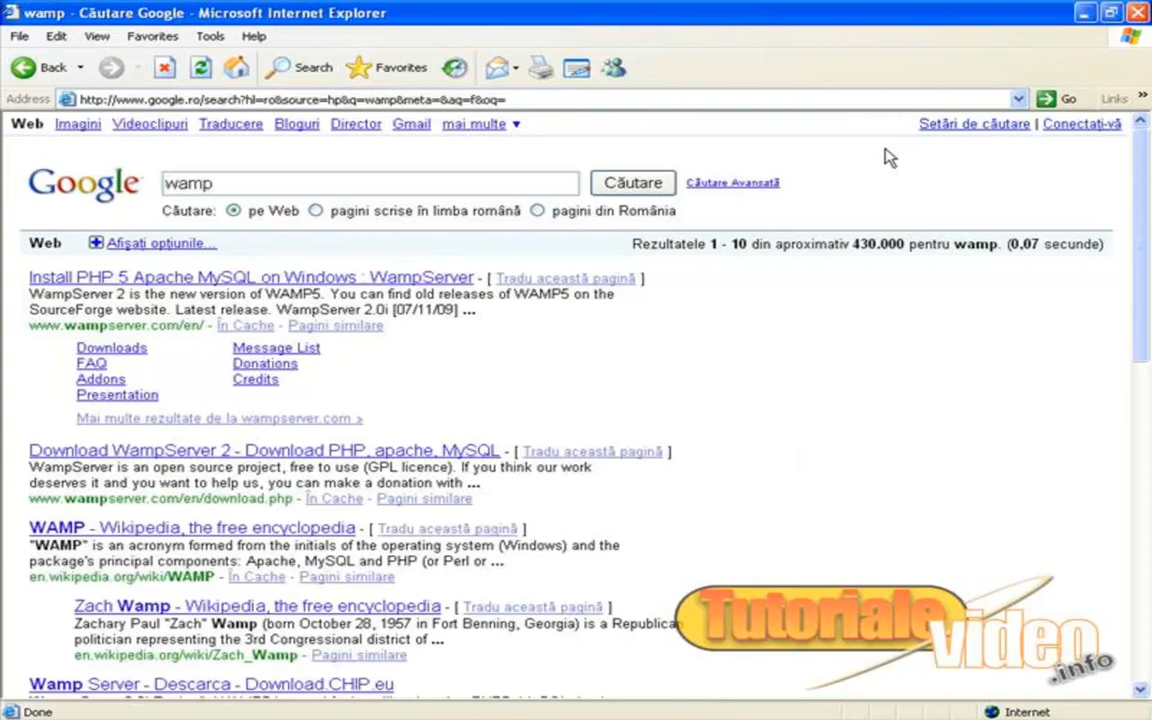 wamp - Căutare Google - Microsoft Internet Explorer
File Edit View Favorites Tools Help
Back Search Favorites
Address http://www.google.ro/search?hl=ro&source=hp&q=wamp&meta=&aq=f&oq= Go Links »
Web Imagini Videoclipuri Traducere Bloguri Director Gmail mai multe ▼ Setări de căutare | Conectați-vă
Google wamp Căutare Căutare Avansată
Căutare: pe Web pagini scrise în limba română pagini din România
Web Afișați opțiunile... Rezultatele 1 - 10 din aproximativ 430.000 pentru wamp. (0,07 secunde)
Install PHP 5 Apache MySQL on Windows : WampServer - [ Tradu această pagină ]
WampServer 2 is the new version of WAMP5. You can find old releases of WAMP5 on the
SourceForge website. Latest release. WampServer 2.0i [07/11/09] ...
www.wampserver.com/en/ - În Cache - Pagini similare
Downloads Message List
FAQ Donations
Addons Credits
Presentation
Mai multe rezultate de la wampserver.com »
Download WampServer 2 - Download PHP, apache, MySQL - [ Tradu această pagină ]
WampServer is an open source project, free to use (GPL licence). If you think our work
deserves it and you want to help us, you can make a donation with ...
www.wampserver.com/en/download.php - În Cache - Pagini similare
WAMP - Wikipedia, the free encyclopedia - [ Tradu această pagină ]
"WAMP" is an acronym formed from the initials of the operating system (Windows) and the
package's principal components: Apache, MySQL and PHP (or Perl or ...
en.wikipedia.org/wiki/WAMP - În Cache - Pagini similare
Zach Wamp - Wikipedia, the free encyclopedia - [ Tradu această pagină ]
Zachary Paul "Zach" Wamp (born October 28, 1957 in Fort Benning, Georgia) is a Republican
politician representing the 3rd Congressional district of ...
en.wikipedia.org/wiki/Zach_Wamp - Pagini similare
Wamp Server - Descarca - Download.CHIP.eu
Tutoriale
video
.info
Done Internet